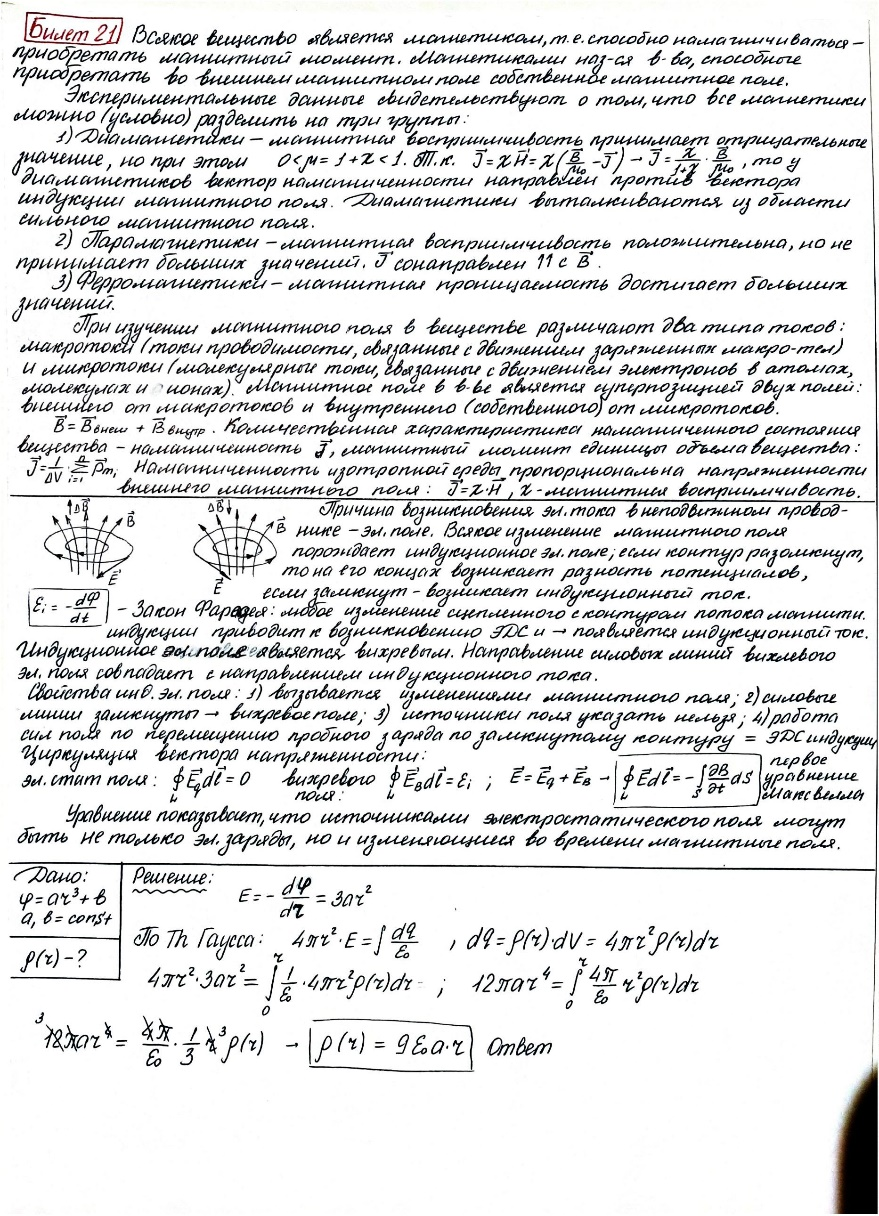 Билет 21 Всякое вещество является магнетиком, т.е. способно намагничиваться –
приобретать магнитный момент. Магнетиками наз-ся в-ва, способные
приобретать во внешнем магнитном поле собственное магнитное поле.
Экспериментальные данные свидетельствуют о том, что все магнетики
можно (условно) разделить на три группы:
1) Диамагнетики – магнитная восприимчивость принимает отрицательные
значение, но при этом 0<μ=1+χ<1. Т.к. J⃗=χH⃗=χ(B⃗/μ₀ – J⃗) → J⃗ = χ/(1+χ) · B⃗/μ₀, то у
диамагнетиков вектор намагниченности направлен против вектора
индукции магнитного поля. Диамагнетики выталкиваются из области
сильного магнитного поля.
2) Парамагнетики – магнитная восприимчивость положительна, но не
принимает больших значений. J⃗ сонаправлен ↑↑ с B⃗.
3) Ферромагнетики – магнитная проницаемость достигает больших
значений.
При изучении магнитного поля в веществе различают два типа токов:
макротоки (токи проводимости, связанные с движением заряженных макро-тел)
и микротоки (молекулярные токи, связанные с движением электронов в атомах,
молекулах и ионах). Магнитное поле в в-ве является суперпозицией двух полей:
внешнего от макротоков и внутреннего (собственного) от микротоков.
B⃗ = B⃗внеш + B⃗внутр. Количественная характеристика намагниченного состояния
вещества – намагниченность J⃗, магнитный момент единицы объема вещества:
J⃗ = 1/ΔV · Σⁿᵢ₌₁ P⃗mᵢ Намагниченность изотропной среды пропорциональна напряженности
внешнего магнитного поля: J⃗=χ·H⃗, χ-магнитная восприимчивость.
ΔB⃗ B⃗ E⃗ ΔB⃗ B⃗ E⃗
Причина возникновения эл. тока в неподвижном провод-
нике – эл. поле. Всякое изменение магнитного поля
порождает индукционное эл. поле; если контур разомкнут,
то на его концах возникает разность потенциалов,
если замкнут – возникает индукционный ток.
Ɛi = – dФ/dt – Закон Фарадея: любое изменение сцепленного с контуром потока магнитн.
индукции приводит к возникновению ЭДС и → появляется индукционный ток.
Индукционное эл. поле является вихревым. Направление силовых линий вихлевого
эл. поля совпадает с направлением индукционного тока.
Свойства инд. эл. поля: 1) вызывается изменениями магнитного поля; 2) силовые
линии замкнуты → вихревое поле; 3) источники поля указать нельзя; 4) работа
сил поля по перемещению пробного заряда по замкнутому контуру = ЭДС индукции
Циркуляция вектора напряженности:
эл. стат поля: ∮L E⃗q dl⃗ = 0 вихревого поля: ∮L E⃗B dl⃗ = Ɛi ; E⃗ = E⃗q + E⃗B → ∮L E⃗dl⃗ = – ∫S ∂B⃗/∂t dS⃗ первое уравнение Максвелла
Уравнение показывает, что источниками электростатического поля могут
быть не только эл. заряды, но и изменяющиеся во времени магнитные поля.
Дано:
φ=ar³+в
a, в=const
ρ(r) – ?
Решение:
E = – dφ/dr = 3ar²
По Th Гаусса: 4πr²·E = ∫ dq/ε₀ , dq = ρ(r)·dV = 4πr²ρ(r)dr
4πr²·3ar² = ∫₀ʳ 1/ε₀ · 4πr²ρ(r)dr ; 12πar⁴ = ∫₀ʳ 4π/ε₀ r²ρ(r)dr
³12πar⁴ = 4π/ε₀ · 1/3 r³ρ(r) → ρ(r) = 9ε₀a·r Ответ